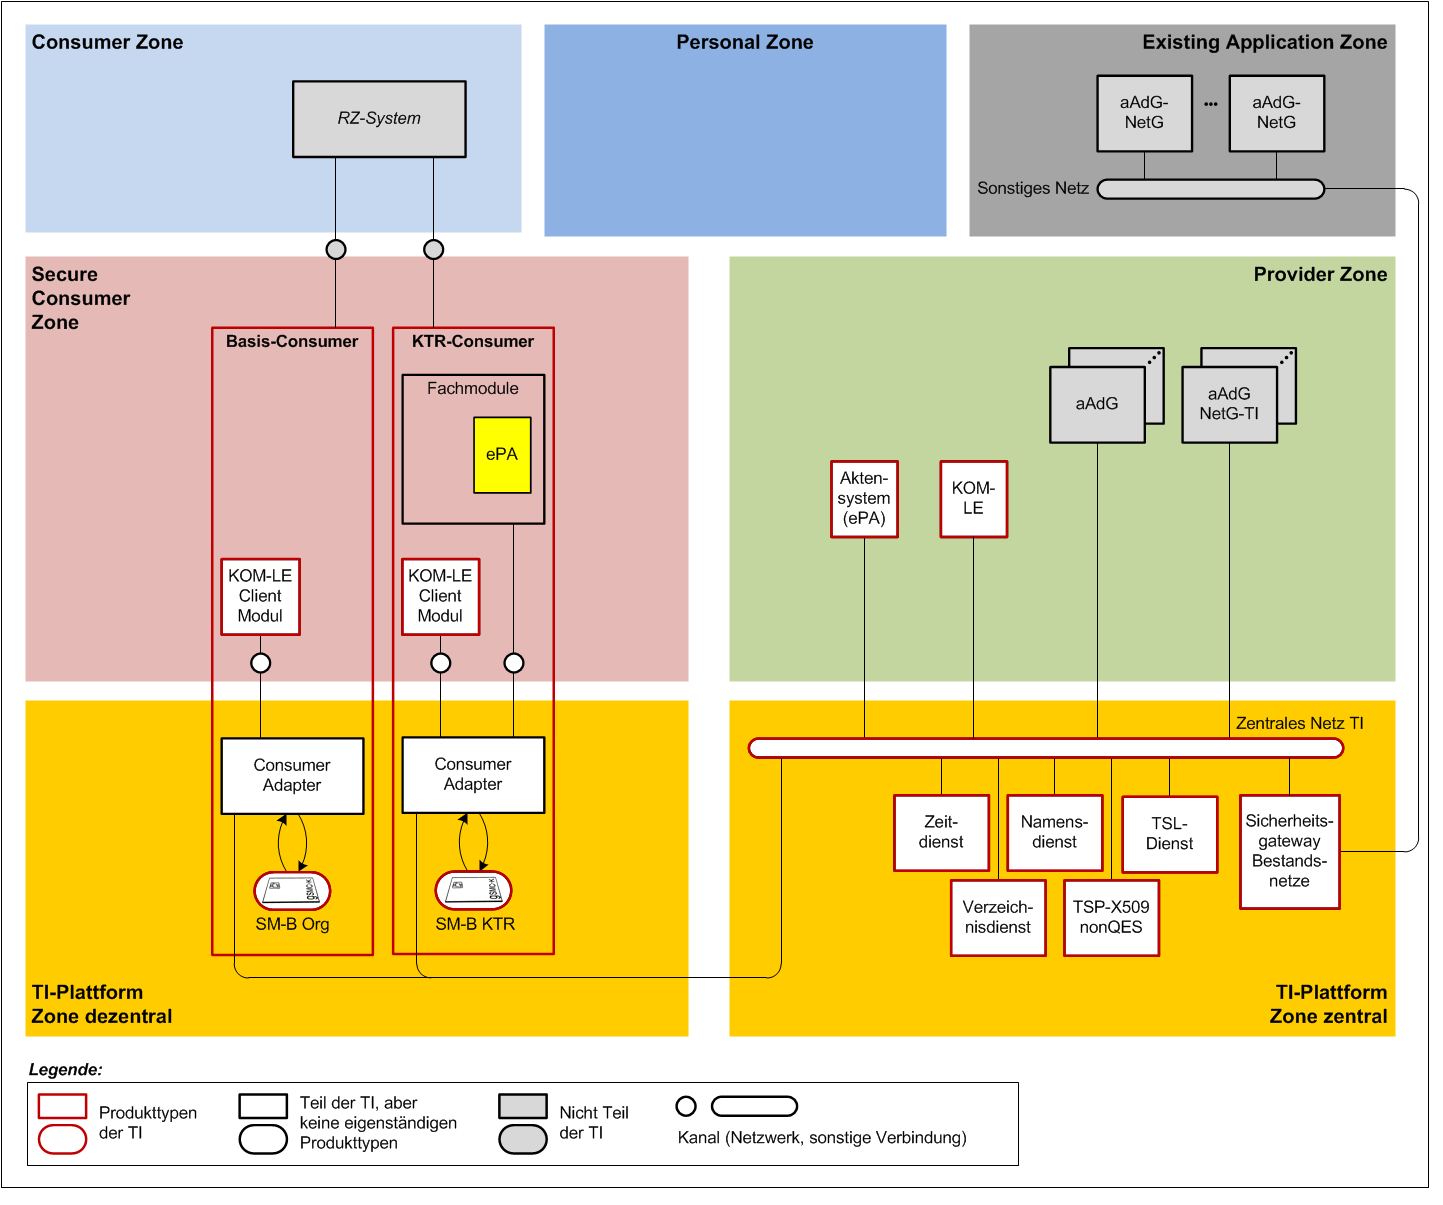 Consumer Zone
Personal Zone
Existing Application Zone
RZ-System
aAdG-
NetG
...
aAdG-
NetG
Sonstiges Netz
Secure
Consumer
Zone
Provider Zone
Basis-Consumer
KTR-Consumer
Fachmodule
ePA
aAdG
aAdG
NetG-TI
Akten-
system
(ePA)
KOM-
LE
KOM-LE
Client
Modul
KOM-LE
Client
Modul
Zentrales Netz TI
Consumer
Adapter
Consumer
Adapter
Zeit-
dienst
Namens-
dienst
TSL-
Dienst
Sicherheits-
gateway
Bestands-
netze
gSMC-K
gSMC-K
SM-B Org
SM-B KTR
Verzeich-
nisdienst
TSP-X509
nonQES
TI-Plattform
Zone dezentral
TI-Plattform
Zone zentral
Legende:
Produkttypen
der TI
Teil der TI, aber
keine eigenständigen
Produkttypen
Nicht Teil
der TI
Kanal (Netzwerk, sonstige Verbindung)